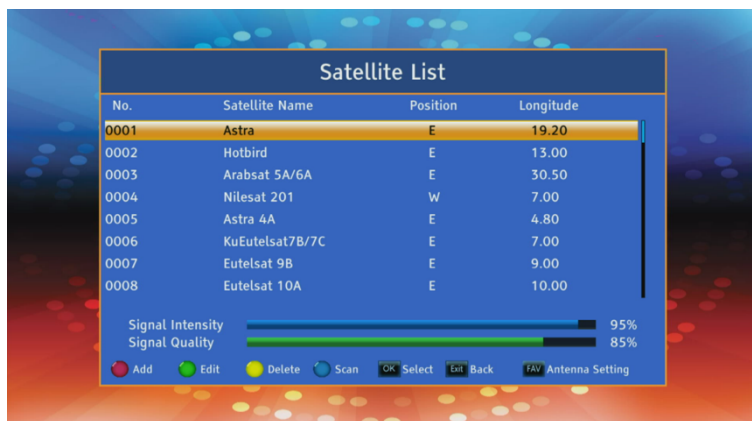 Satellite List
No. Satellite Name Position Longitude
0001 Astra E 19.20
0002 Hotbird E 13.00
0003 Arabsat 5A/6A E 30.50
0004 Nilesat 201 W 7.00
0005 Astra 4A E 4.80
0006 KuEutelsat7B/7C E 7.00
0007 Eutelsat 9B E 9.00
0008 Eutelsat 10A E 10.00
Signal Intensity 95%
Signal Quality 85%
Add Edit Delete Scan OK Select Exit Back FAV Antenna Setting